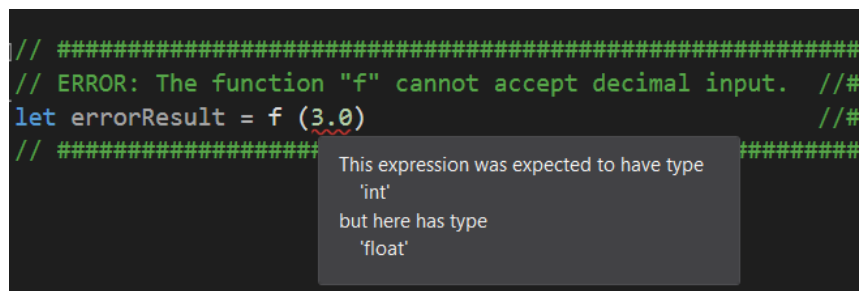 // #########################################################
// ERROR: The function "f" cannot accept decimal input.  //#
let errorResult = f (3.0)                                //#
// #########################################################
This expression was expected to have type
'int'
but here has type
'float'